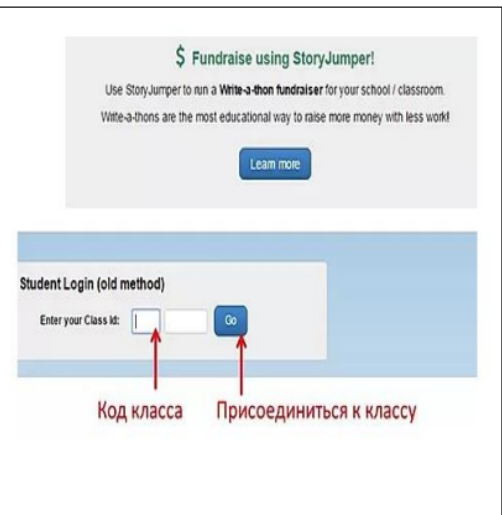 $ Fundraise using StoryJumper!
Use StoryJumper to run a Write-a-thon fundraiser for your school / classroom.
Write-a-thons are the most educational way to raise more money with less work!
Learn more
Student Login (old method)
Enter your Class Id: Go
Код класса Присоединиться к классу